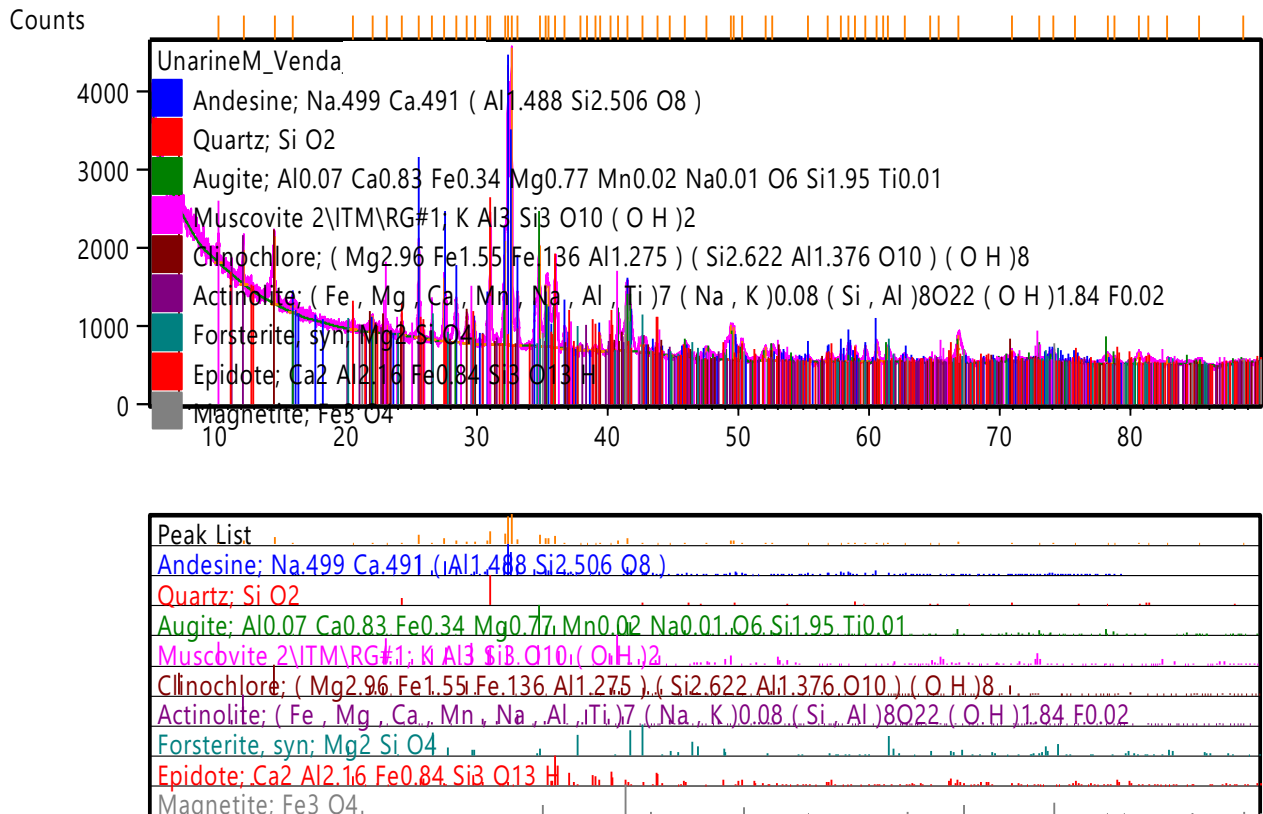 Counts
UnarineM_Venda
4000
Andesine; Na.499 Ca.491 ( Al1.488 Si2.506 O8 )
Quartz; Si O2
3000
Augite; Al0.07 Ca0.83 Fe0.34 Mg0.77 Mn0.02 Na0.01 O6 Si1.95 Ti0.01
Muscovite 2\ITM\RG#1; K Al3 Si3 O10 ( O H )2
2000
Clinochlore; ( Mg2.96 Fe1.55 Fe.136 Al1.275 ) ( Si2.622 Al1.376 O10 ) ( O H )8
Actinolite; ( Fe , Mg , Ca , Mn , Na , Al , Ti )7 ( Na , K )0.08 ( Si , Al )8O22 ( O H )1.84 F0.02
1000
Forsterite, syn; Mg2 Si O4
Epidote; Ca2 Al2.16 Fe0.84 Si3 O13 H
0
Magnetite; Fe3 O4
10 20 30 40 50 60 70 80
Peak List
Andesine; Na.499 Ca.491 ( Al1.488 Si2.506 O8 )
Quartz; Si O2
Augite; Al0.07 Ca0.83 Fe0.34 Mg0.77 Mn0.02 Na0.01 O6 Si1.95 Ti0.01
Muscovite 2\ITM\RG#1; K Al3 Si3 O10 ( O H )2
Clinochlore; ( Mg2.96 Fe1.55 Fe.136 Al1.275 ) ( Si2.622 Al1.376 O10 ) ( O H )8
Actinolite; ( Fe , Mg , Ca , Mn , Na , Al , Ti )7 ( Na , K )0.08 ( Si , Al )8O22 ( O H )1.84 F0.02
Forsterite, syn; Mg2 Si O4
Epidote; Ca2 Al2.16 Fe0.84 Si3 O13 H
Magnetite; Fe3 O4